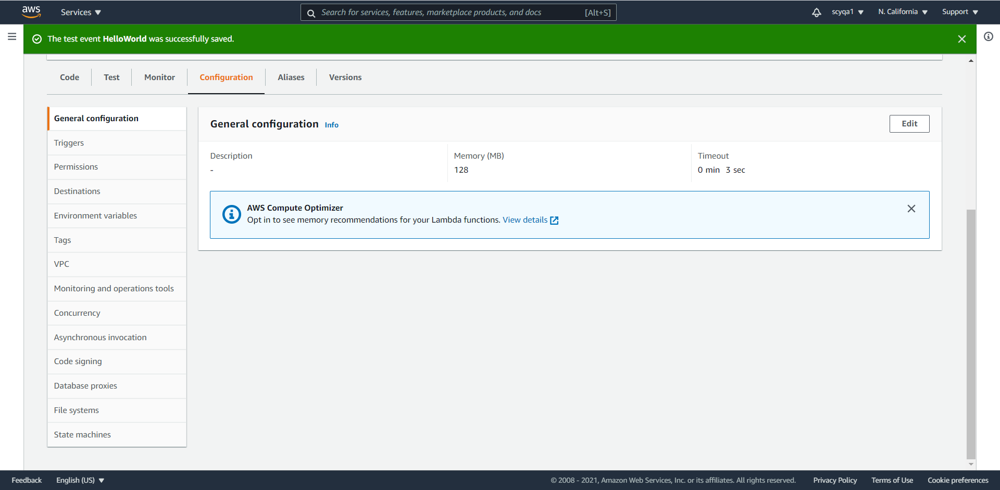 aws Services Search for services, features, marketplace products, and docs [Alt+S] scyqa1 N. California Support
The test event HelloWorld was successfully saved.
Code Test Monitor Configuration Aliases Versions
General configuration
Triggers
Permissions
Destinations
Environment variables
Tags
VPC
Monitoring and operations tools
Concurrency
Asynchronous invocation
Code signing
Database proxies
File systems
State machines
General configuration Info Edit
Description Memory (MB) Timeout
- 128 0 min 3 sec
AWS Compute Optimizer
Opt in to see memory recommendations for your Lambda functions. View details
Feedback English (US) © 2008 - 2021, Amazon Web Services, Inc. or its affiliates. All rights reserved. Privacy Policy Terms of Use Cookie preferences